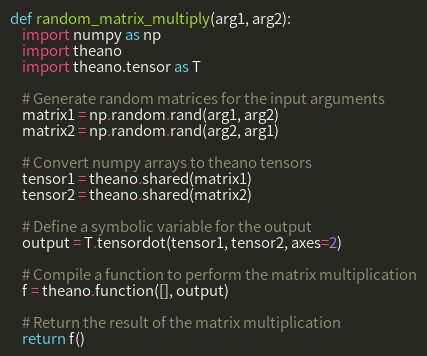 def random_matrix_multiply(arg1, arg2):
import numpy as np
import theano
import theano.tensor as T
# Generate random matrices for the input arguments
matrix1 = np.random.rand(arg1, arg2)
matrix2 = np.random.rand(arg2, arg1)
# Convert numpy arrays to theano tensors
tensor1 = theano.shared(matrix1)
tensor2 = theano.shared(matrix2)
# Define a symbolic variable for the output
output = T.tensordot(tensor1, tensor2, axes=2)
# Compile a function to perform the matrix multiplication
f = theano.function([], output)
# Return the result of the matrix multiplication
return f()